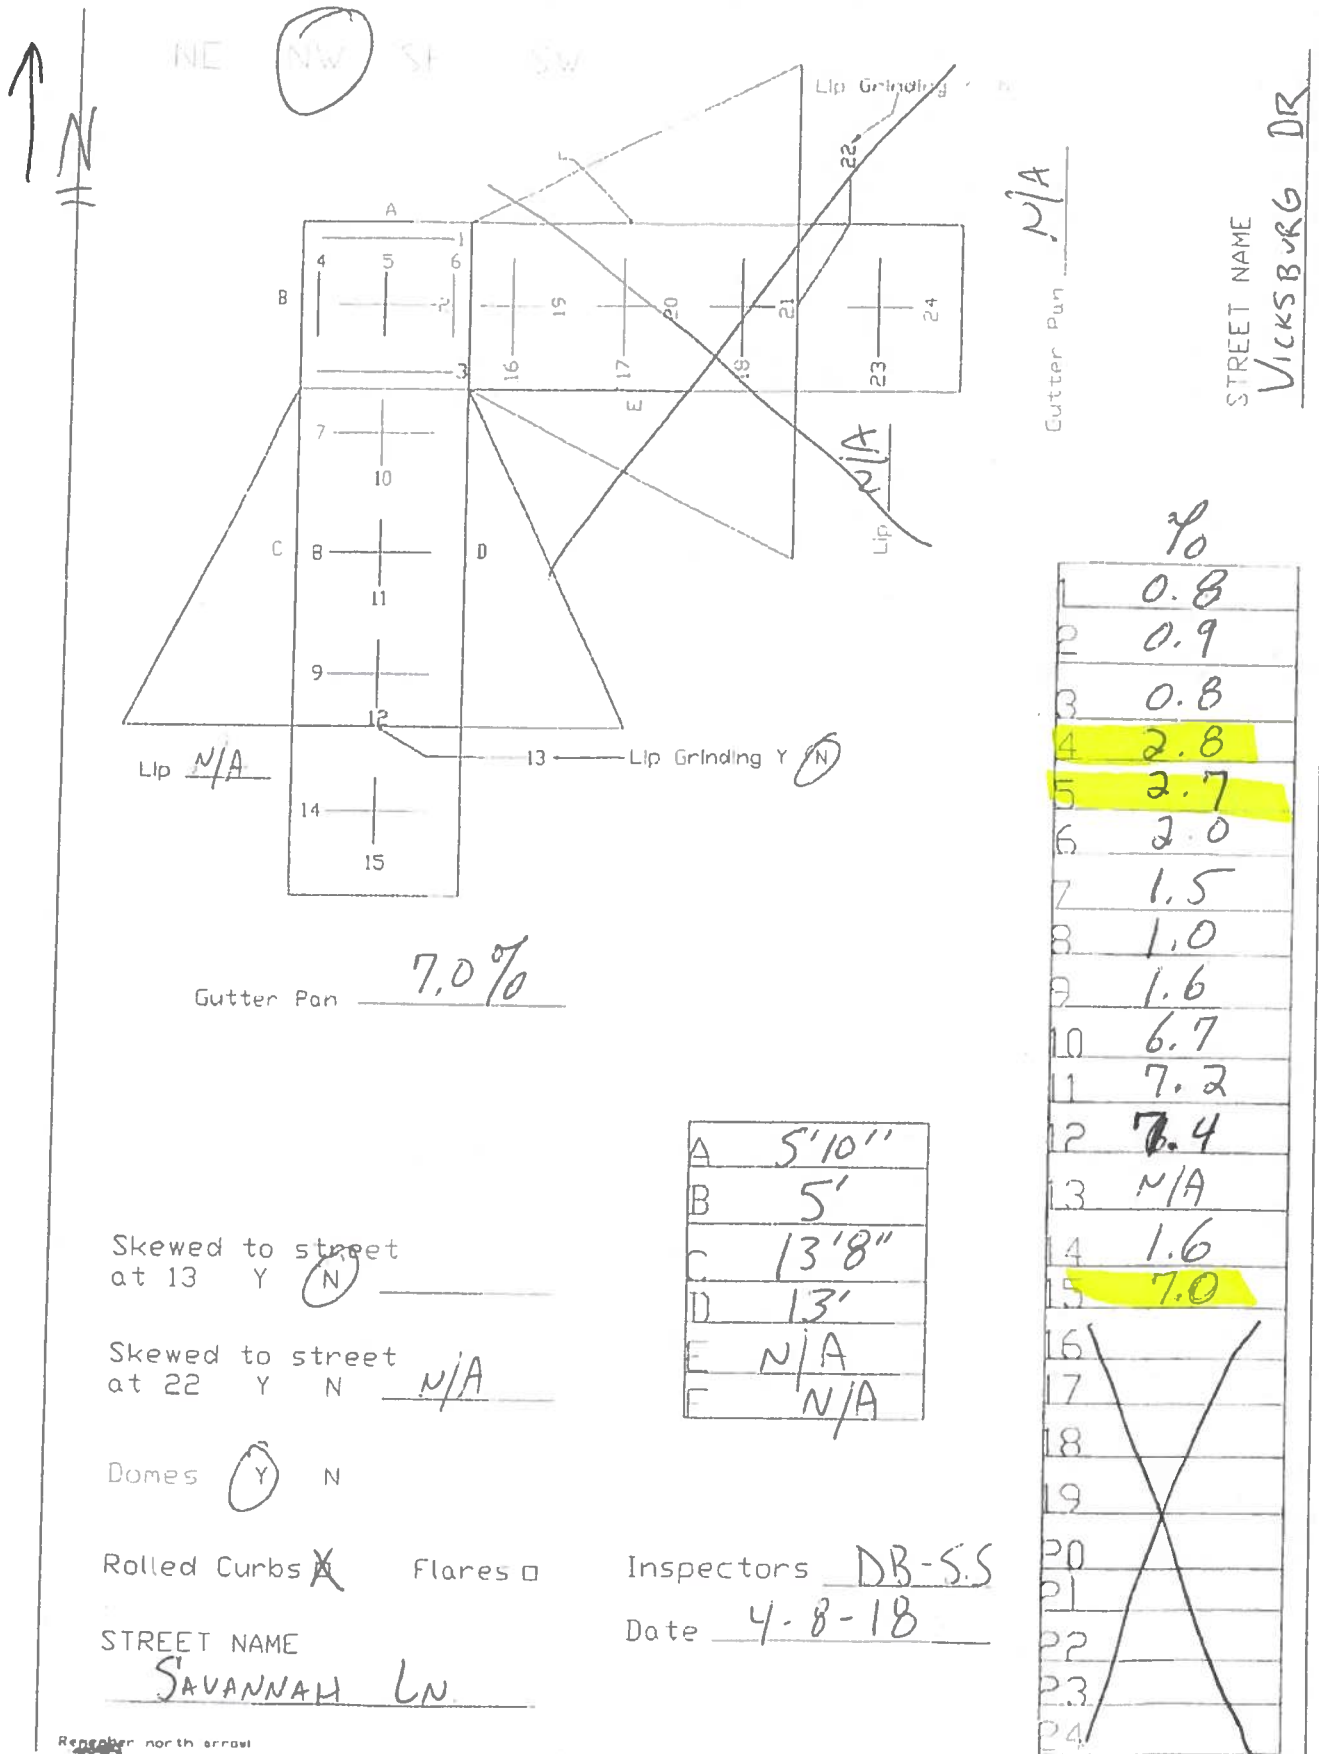 NE NW SE SW
N
Lip Grinding Y N
22
F
A
1
4 5 6
B
2
19 20 21 24
3
16 17 18 23
E
Gutter Pan N/A
STREET NAME
VICKSBURG DR
7
10
Lip N/A
C 8 D
11
9
12
Lip N/A
13 Lip Grinding Y N
14
15
Gutter Pan 7.0%
%
1 0.8
2 0.9
3 0.8
4 2.8
5 2.7
6 2.0
7 1.5
8 1.0
9 1.6
10 6.7
11 7.2
12 7.4
13 N/A
14 1.6
15 7.0
16
17
18
19
20
21
22
23
24
A 5'10''
B 5'
C 13'8"
D 13'
E N/A
F N/A
Skewed to street
at 13 Y N
Skewed to street
at 22 Y N N/A
Domes Y N
Rolled Curbs X Flares
Inspectors DB-S.S
Date 4-8-18
STREET NAME
SAVANNAH LN
Remember north arrow